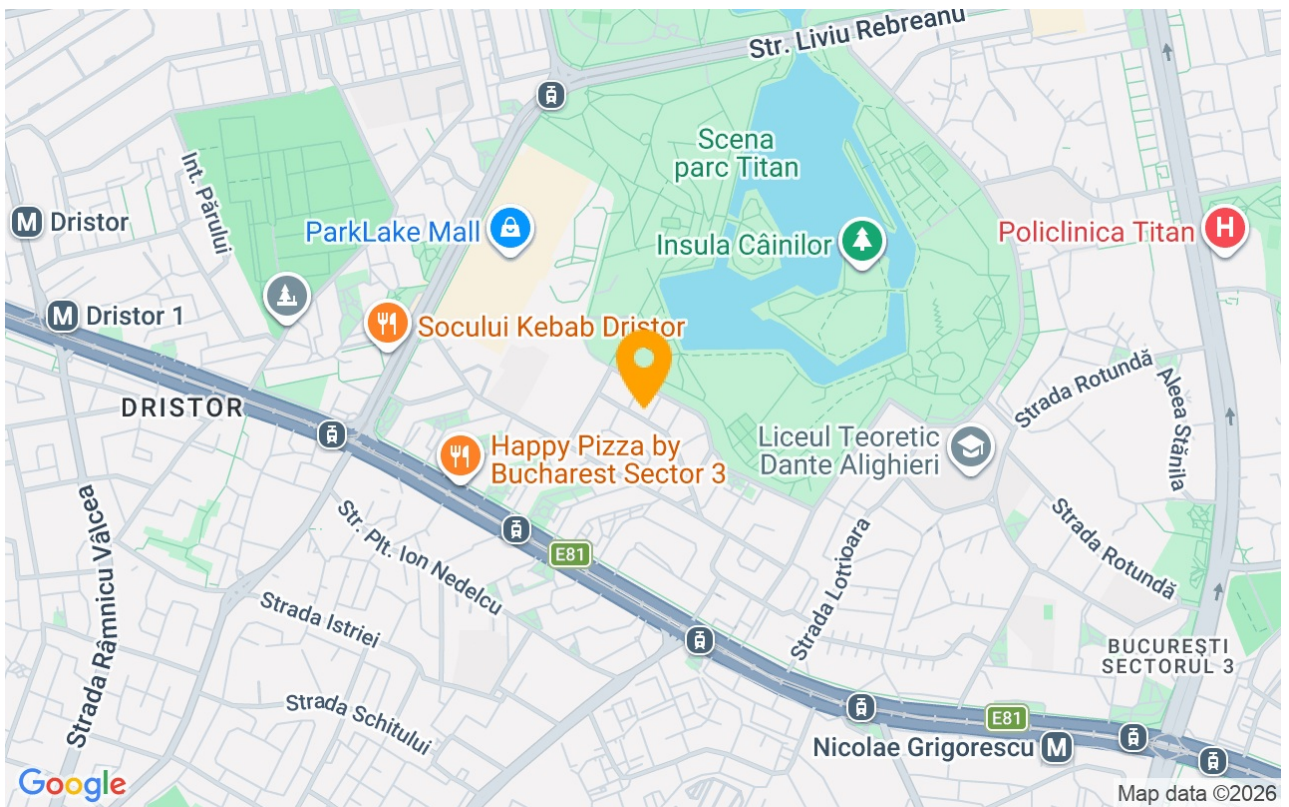 Str. Liviu Rebreanu
Scena
parc Titan
Int. Părului
M Dristor
ParkLake Mall
Insula Câinilor
Policlinica Titan H
M Dristor 1
Socului Kebab Dristor
Strada Rotundă
Aleea Stănila
DRISTOR
Happy Pizza by
Bucharest Sector 3
Liceul Teoretic
Dante Alighieri
Strada Râmnicu Vâlcea
Str. Plt. Ion Nedelcu
E81
Strada Lotrioara
Strada Rotundă
Strada Istriei
BUCUREȘTI
SECTORUL 3
Strada Schitului
E81
Nicolae Grigorescu M
Google
Map data ©2026